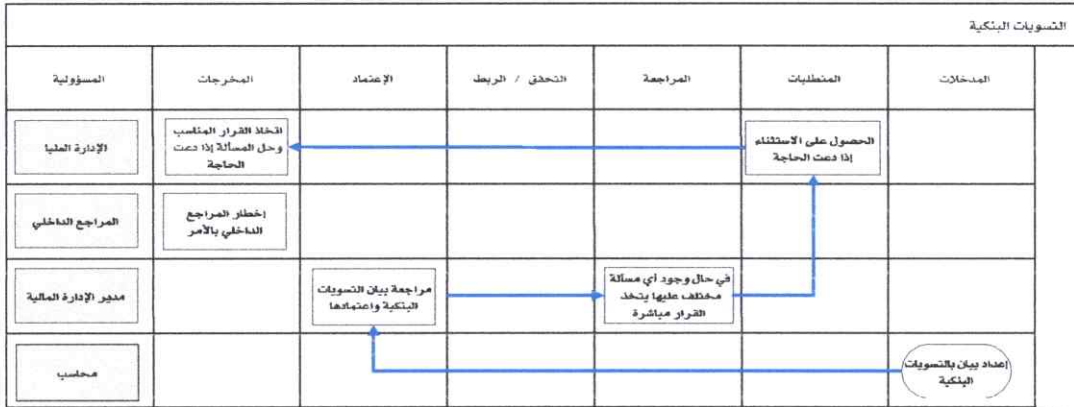 التسويات البنكية
المدخلات
المتطلبات
المراجعة
التحقق / الربط
الإعتماد
المخرجات
المسؤولية
الحصول على الاستثناء
إذا دعت الحاجة
اتخاذ القرار المناسب
وحل المسألة إذا دعت
الحاجة
الإدارة العليا
إخطار المراجع
الداخلي بالأمر
المراجع الداخلي
في حال وجود أي مسألة
مختلف عليها يتخذ
القرار مباشرة
مراجعة بيان التسويات
البنكية واعتمادها
مدير الإدارة المالية
إعداد بيان بالتسويات
البنكية
محاسب